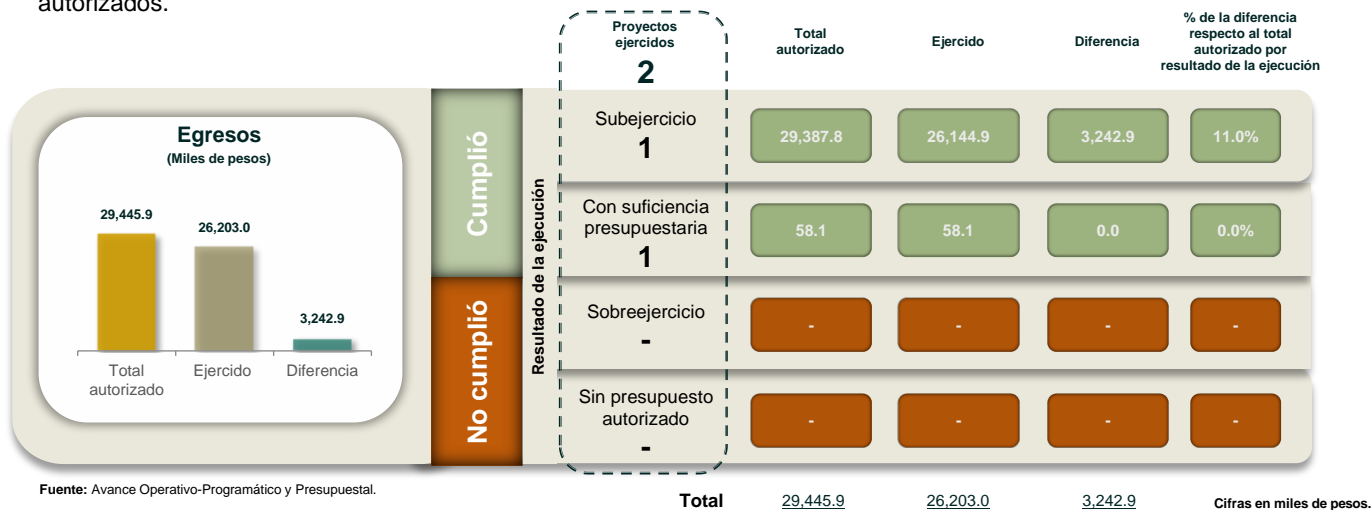 autorizados.
Proyectos
ejercidos
2
Total
autorizado
Ejercido
Diferencia
% de la diferencia
respecto al total
autorizado por
resultado de la ejecución
Egresos
(Miles de pesos)
29,445.9
26,203.0
3,242.9
Total
autorizado
Ejercido
Diferencia
Cumplió
No cumplió
Resultado de la ejecución
Subejercicio
1
29,387.8
26,144.9
3,242.9
11.0%
Con suficiencia
presupuestaria
1
58.1
58.1
0.0
0.0%
Sobreejercicio
-
-
-
-
-
Sin presupuesto
autorizado
-
-
-
-
-
Fuente: Avance Operativo-Programático y Presupuestal.
Total 29,445.9 26,203.0 3,242.9 Cifras en miles de pesos.